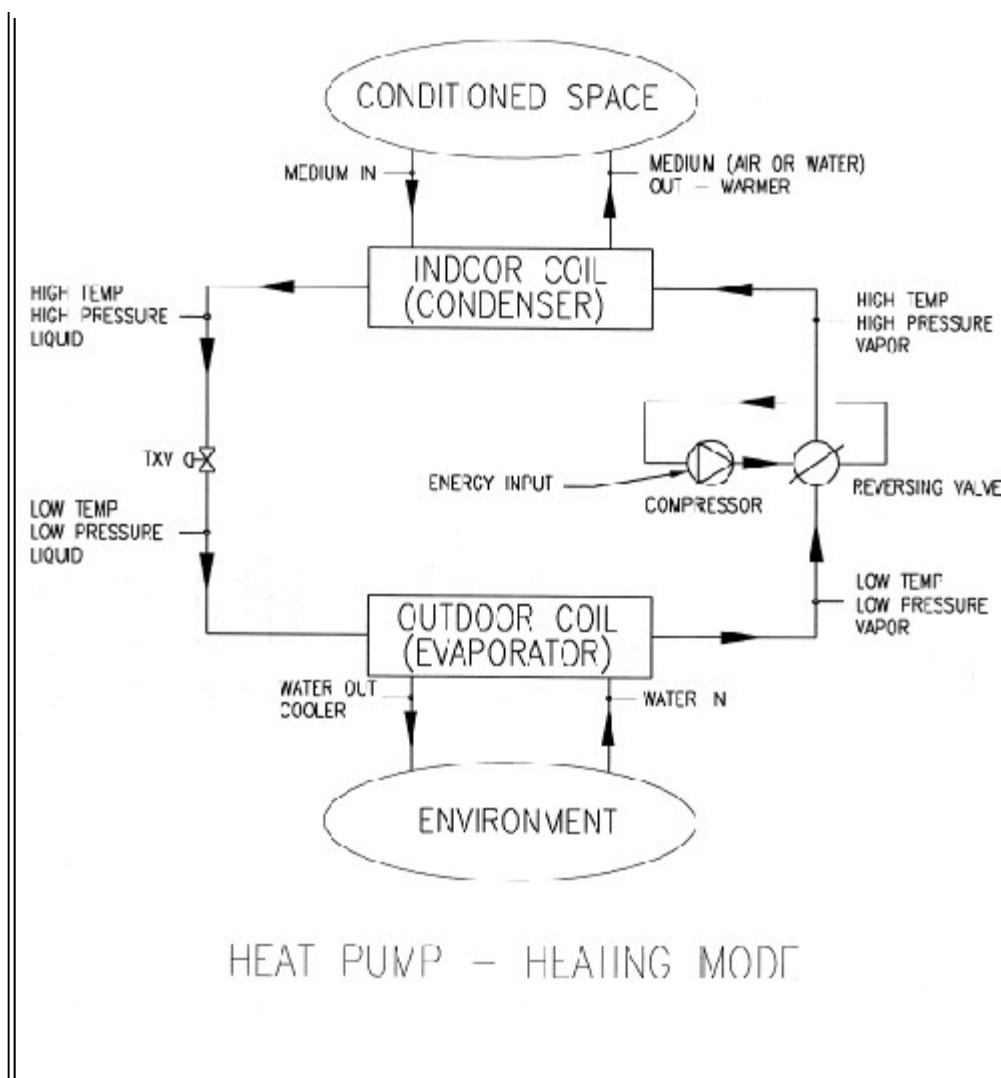 CONDITIONED SPACE
MEDIUM IN
MEDIUM (AIR OR WATER)
OUT – WARMER
INDCOR COIL
(CONDENSER)
HIGH TEMP
HIGH PRESSURE
LIQUID
HIGH TEMP
HIGH PRESSURE
VAPOR
TXV
ENERGY INPUT
COMPRESSOR
REVERSING VALVE
LOW TEMP
LOW PRESSURE
LIQUID
LOW TEMP
LOW PRESSURE
VAPOR
OUTDOOR COIL
(EVAPORATOR)
WATER OUT
COOLER
WATER IN
ENVIRONMENT
HEAT PUMP – HEATING MODE